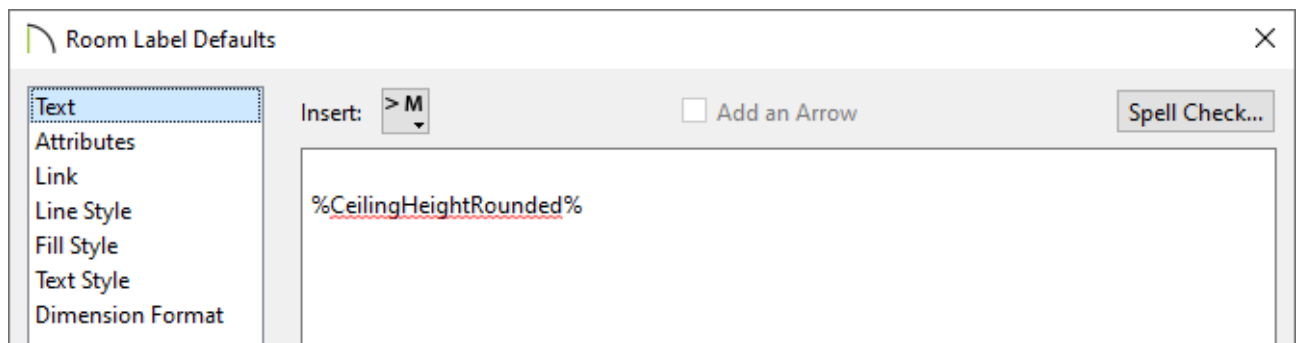 Room Label Defaults
Text
Attributes
Link
Line Style
Fill Style
Text Style
Dimension Format
Insert: > M
Add an Arrow
Spell Check...
%CeilingHeightRounded%